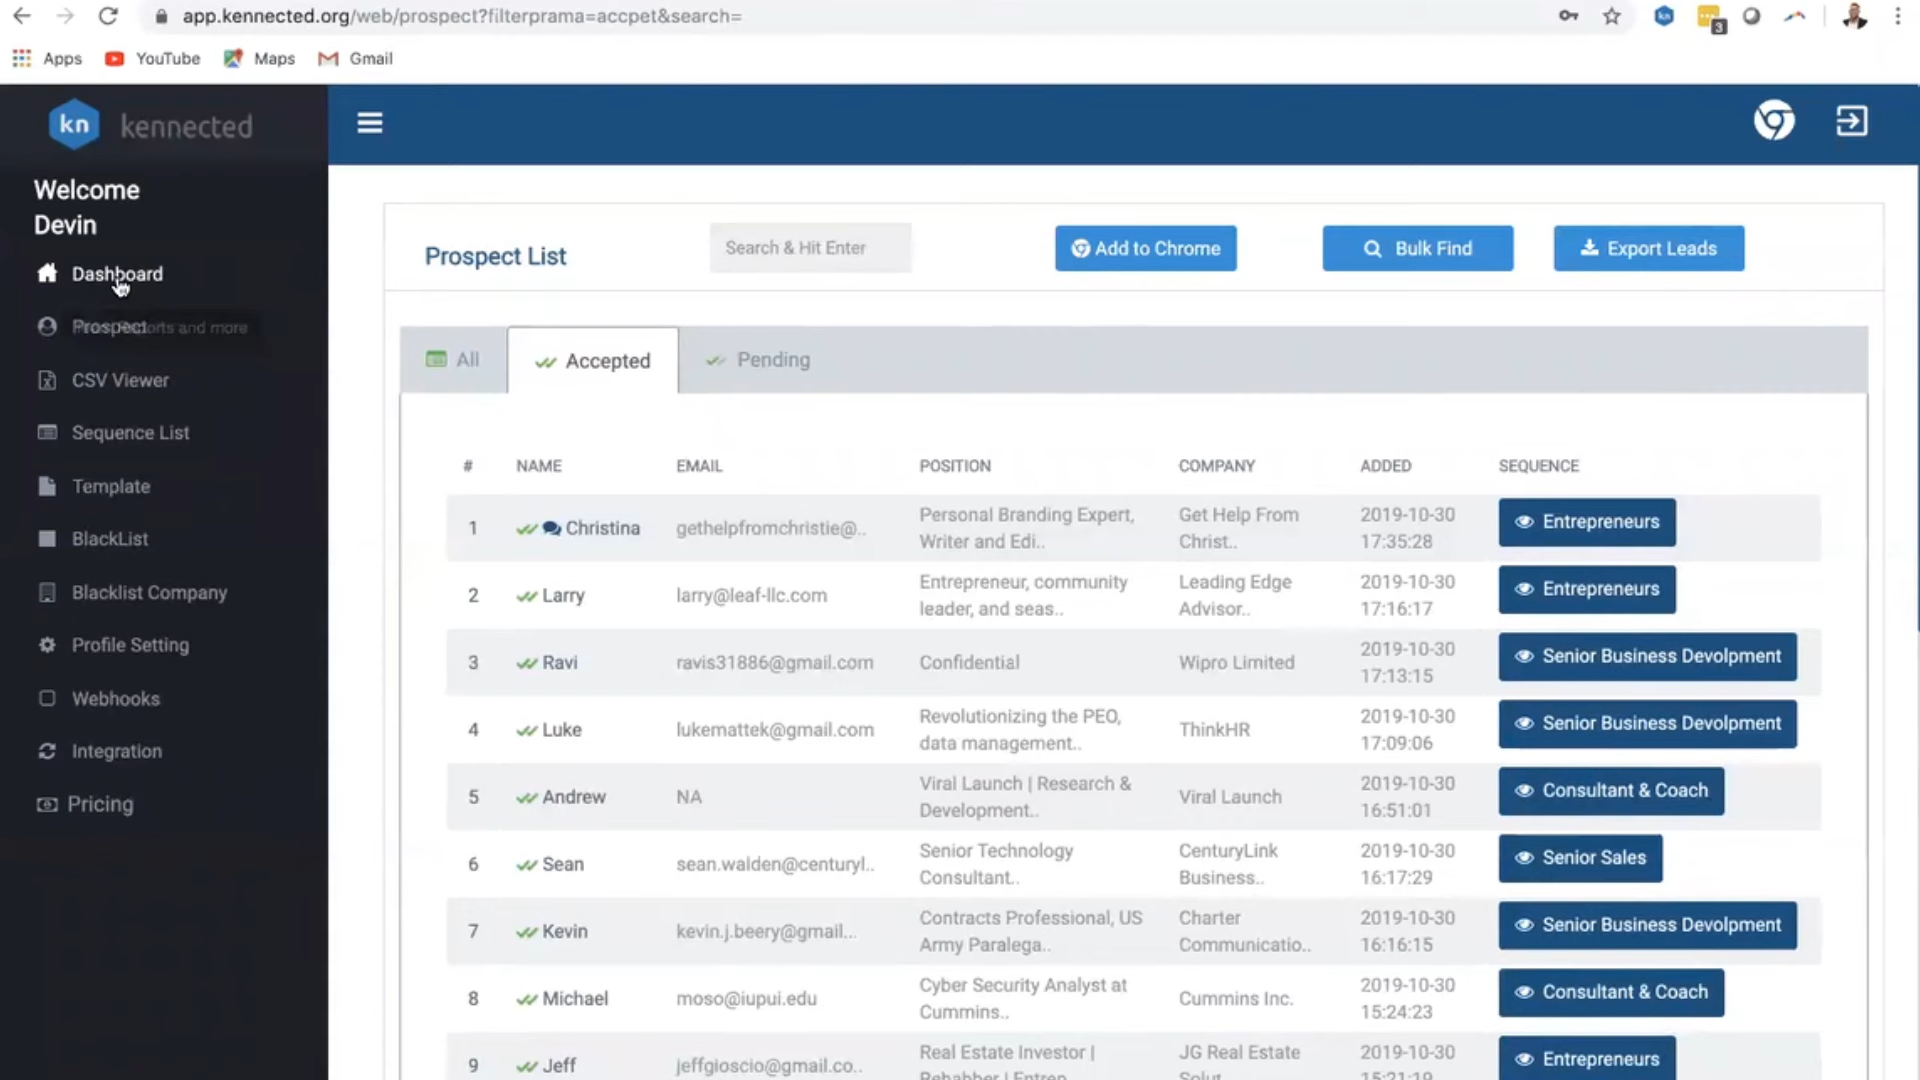 app.kennected.org/web/prospect?filterprama=accpet&search=
3
Apps YouTube Maps Gmail
kn kennected
Welcome
Devin
Dashboard
Prospect
and more
CSV Viewer
Sequence List
Template
BlackList
Blacklist Company
Profile Setting
Webhooks
Integration
Pricing
Prospect List Search & Hit Enter Add to Chrome Bulk Find Export Leads
All Accepted Pending
# NAME EMAIL POSITION COMPANY ADDED SEQUENCE
1 Christina gethelpfromchristie@.. Personal Branding Expert, Get Help From 2019-10-30 Entrepreneurs
Writer and Edi.. Christ.. 17:35:28
2 Larry larry@leaf-llc.com Entrepreneur, community Leading Edge 2019-10-30 Entrepreneurs
leader, and seas.. Advisor.. 17:16:17
3 Ravi ravis31886@gmail.com Confidential Wipro Limited 2019-10-30 Senior Business Devolpment
17:13:15
4 Luke lukemattek@gmail.com Revolutionizing the PEO, ThinkHR 2019-10-30 Senior Business Devolpment
data management.. 17:09:06
5 Andrew NA Viral Launch | Research & Viral Launch 2019-10-30 Consultant & Coach
Development.. 16:51:01
6 Sean sean.walden@centuryl.. Senior Technology CenturyLink 2019-10-30 Senior Sales
Consultant.. Business.. 16:17:29
7 Kevin kevin.j.beery@gmail... Contracts Professional, US Charter 2019-10-30 Senior Business Devolpment
Army Paralega.. Communicatio.. 16:16:15
8 Michael moso@iupui.edu Cyber Security Analyst at Cummins Inc. 2019-10-30 Consultant & Coach
Cummins.. 15:24:23
9 Jeff jeffgioscio@gmail.co.. Real Estate Investor | JG Real Estate 2019-10-30 Entrepreneurs
Rehabber | Entrep Solut 15:21:19